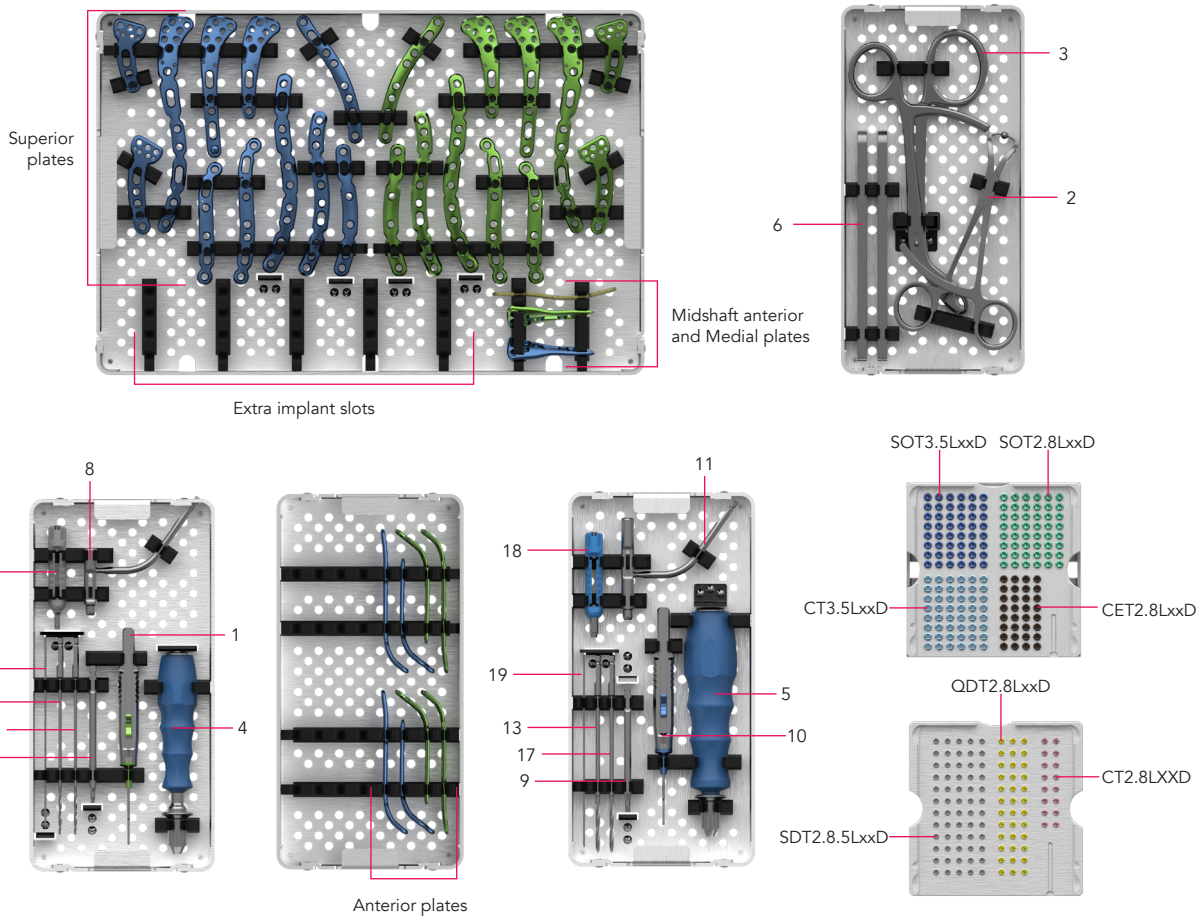 Superior
plates
3
2
6
Midshaft anterior
and Medial plates
Extra implant slots
8
1
4
Anterior plates
11
18
19
13
17
9
5
10
SOT3.5LxxD
SOT2.8LxxD
CT3.5LxxD
CET2.8LxxD
QDT2.8LxxD
CT2.8LXXD
SDT2.8.5LxxD